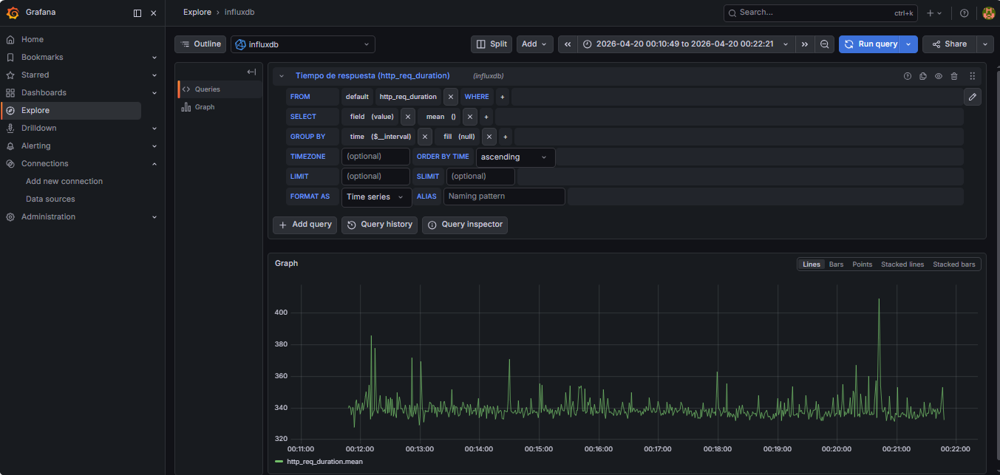 Grafana
Explore › influxdb
Search... ctrl+k
Home
Bookmarks
Starred
Dashboards
Explore
Drilldown
Alerting
Connections
Add new connection
Data sources
Administration
Outline influxdb Split Add 2026-04-20 00:10:49 to 2026-04-20 00:22:21 Run query Share
Queries
Graph
Tiempo de respuesta (http_req_duration) (influxdb)
FROM default http_req_duration × WHERE +
SELECT field (value) × mean () × +
GROUP BY time ($__interval) × fill (null) × +
TIMEZONE (optional) ORDER BY TIME ascending
LIMIT (optional) SLIMIT (optional)
FORMAT AS Time series ALIAS Naming pattern
+ Add query Query history Query inspector
Graph Lines Bars Points Stacked lines Stacked bars
400
380
360
340
320
00:11:00 00:12:00 00:13:00 00:14:00 00:15:00 00:16:00 00:17:00 00:18:00 00:19:00 00:20:00 00:21:00 00:22:00
http_req_duration.mean